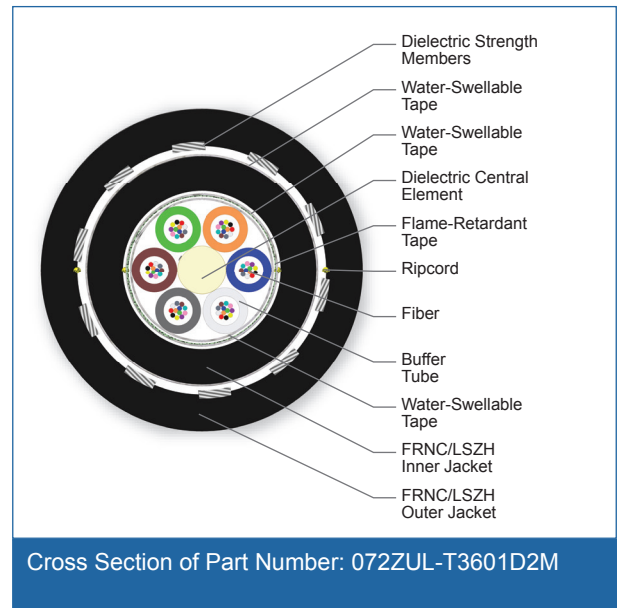 Dielectric Strength
Members
Water-Swellable
Tape
Water-Swellable
Tape
Dielectric Central
Element
Flame-Retardant
Tape
Ripcord
Fiber
Buffer
Tube
Water-Swellable
Tape
FRNC/LSZH
Inner Jacket
FRNC/LSZH
Outer Jacket
Cross Section of Part Number: 072ZUL-T3601D2M